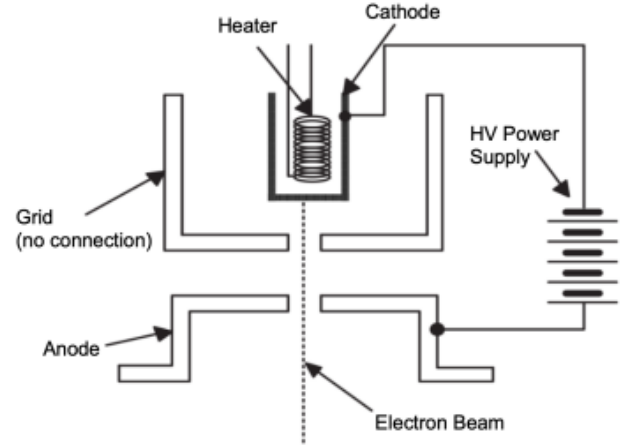 Heater
Cathode
HV Power
Supply
Grid
(no connection)
Anode
Electron Beam